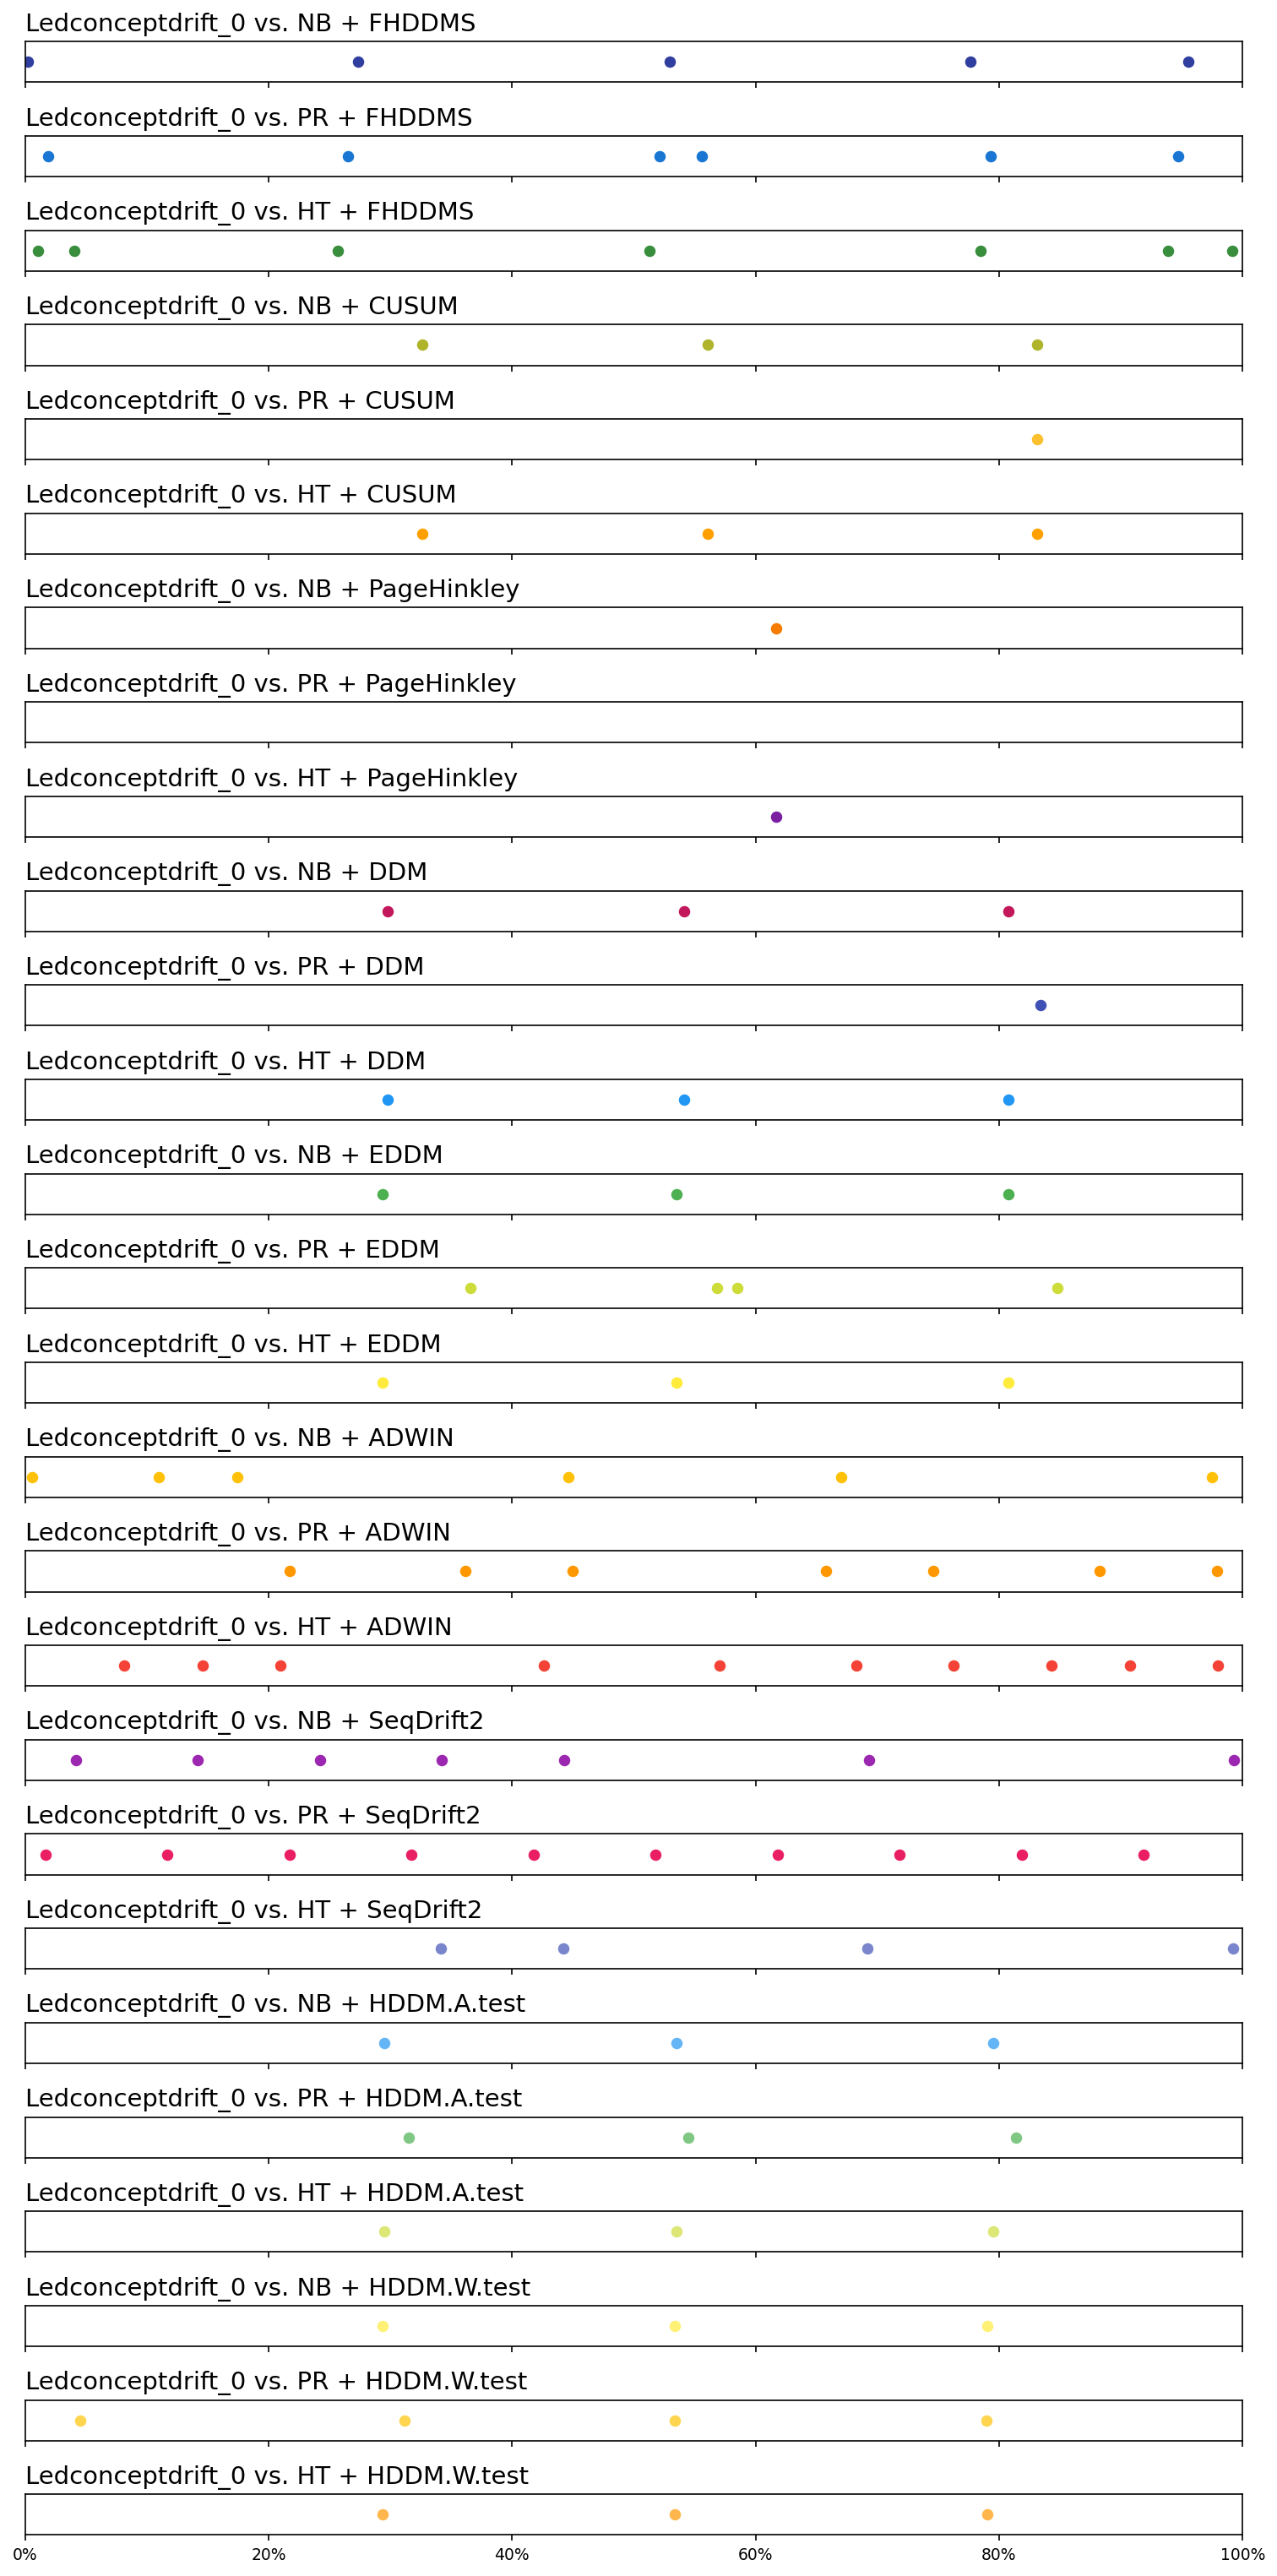 Ledconceptdrift_0 vs. NB + FHDDMS
Ledconceptdrift_0 vs. PR + FHDDMS
Ledconceptdrift_0 vs. HT + FHDDMS
Ledconceptdrift_0 vs. NB + CUSUM
Ledconceptdrift_0 vs. PR + CUSUM
Ledconceptdrift_0 vs. HT + CUSUM
Ledconceptdrift_0 vs. NB + PageHinkley
Ledconceptdrift_0 vs. PR + PageHinkley
Ledconceptdrift_0 vs. HT + PageHinkley
Ledconceptdrift_0 vs. NB + DDM
Ledconceptdrift_0 vs. PR + DDM
Ledconceptdrift_0 vs. HT + DDM
Ledconceptdrift_0 vs. NB + EDDM
Ledconceptdrift_0 vs. PR + EDDM
Ledconceptdrift_0 vs. HT + EDDM
Ledconceptdrift_0 vs. NB + ADWIN
Ledconceptdrift_0 vs. PR + ADWIN
Ledconceptdrift_0 vs. HT + ADWIN
Ledconceptdrift_0 vs. NB + SeqDrift2
Ledconceptdrift_0 vs. PR + SeqDrift2
Ledconceptdrift_0 vs. HT + SeqDrift2
Ledconceptdrift_0 vs. NB + HDDM.A.test
Ledconceptdrift_0 vs. PR + HDDM.A.test
Ledconceptdrift_0 vs. HT + HDDM.A.test
Ledconceptdrift_0 vs. NB + HDDM.W.test
Ledconceptdrift_0 vs. PR + HDDM.W.test
Ledconceptdrift_0 vs. HT + HDDM.W.test
0% 20% 40% 60% 80% 100%